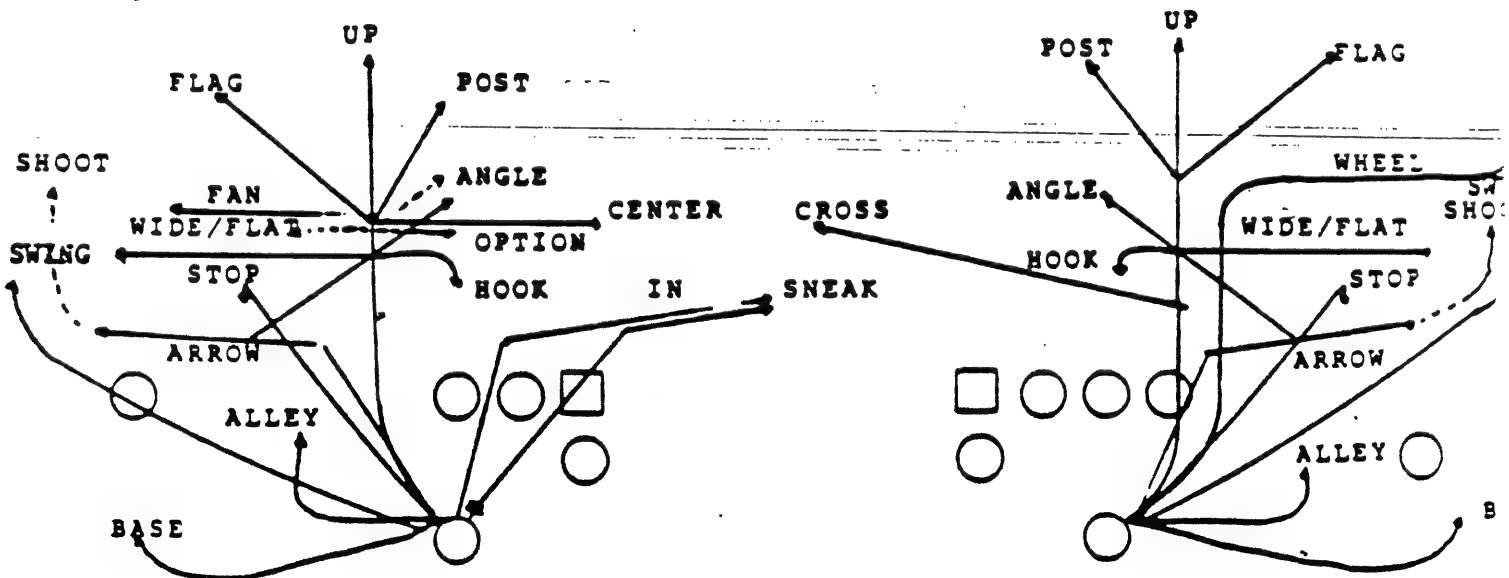 UP
FLAG
POST
SHOOT
ANGLE
FAN
CENTER
WIDE/FLAT
OPTION
SWING
STOP
HOOK
IN
SNEAK
ARROW
ALLEY
BASE
UP
POST
FLAG
WHEEL
ANGLE
CROSS
WIDE/FLAT
HOOK
STOP
ARROW
ALLEY